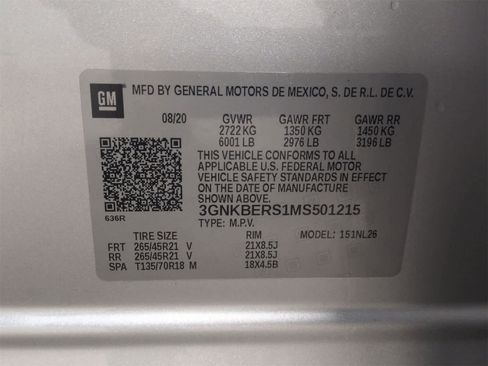 GM
MFD BY GENERAL MOTORS DE MEXICO, S. DE R.L. DE C.V.
08/20 GVWR GAWR FRT GAWR RR
2722 KG 1350 KG 1450 KG
6001 LB 2976 LB 3196 LB
THIS VEHICLE CONFORMS TO ALL
APPLICABLE U.S. FEDERAL MOTOR
VEHICLE SAFETY STANDARDS IN EFFECT
ON THE DATE OF MANUFACTURE
SHOWN ABOVE.
3GNKBERS1MS501215
636R TYPE: M.P.V.
TIRE SIZE RIM MODEL: 151NL26
FRT 265/45R21 V 21X8.5J
RR 265/45R21 V 21X8.5J
SPA T135/70R18 M 18X4.5B